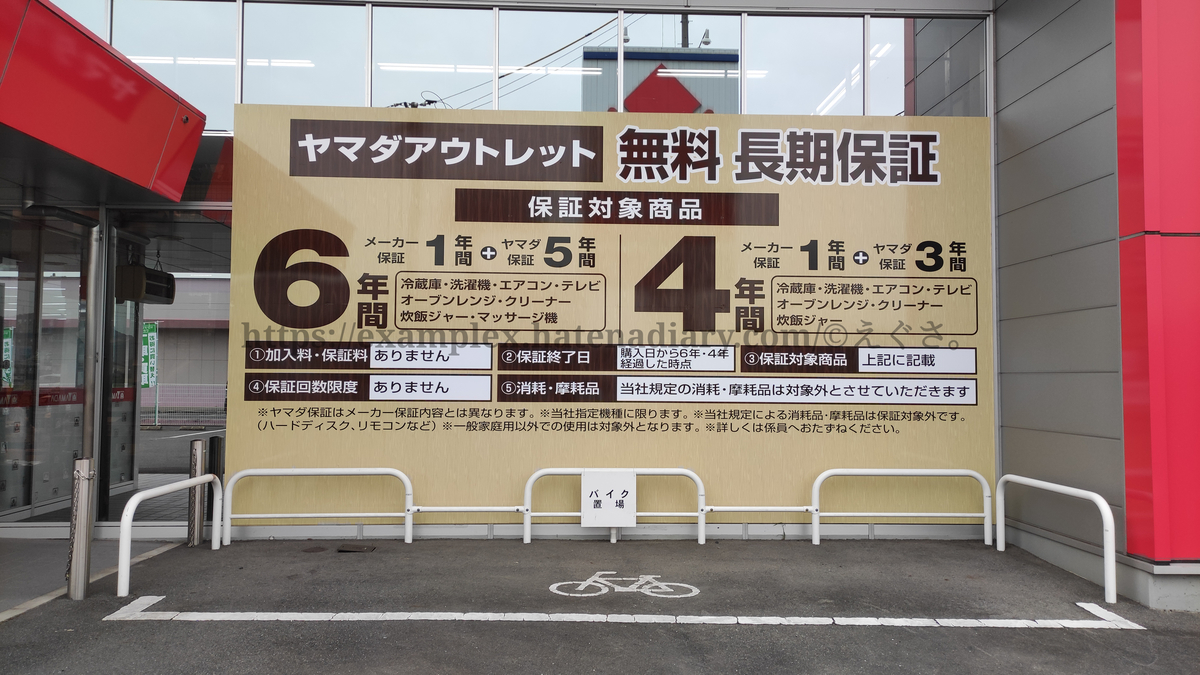 ヤマダアウトレット 無料 長期保証
保証対象商品
6年間 メーカー保証 1年間 + ヤマダ保証 5年間
冷蔵庫・洗濯機・エアコン・テレビ
オーブンレンジ・クリーナー
炊飯ジャー・マッサージ機
4年間 メーカー保証 1年間 + ヤマダ保証 3年間
冷蔵庫・洗濯機・エアコン・テレビ
オーブンレンジ・クリーナー
炊飯ジャー
https://examplex.hatenadiary.com/©えぐさ。
①加入料・保証料 ありません ②保証終了日 購入日から6年・4年経過した時点 ③保証対象商品 上記に記載
④保証回数限度 ありません ⑤消耗・摩耗品 当社規定の消耗・摩耗品は対象外とさせていただきます
※ヤマダ保証はメーカー保証内容とは異なります。※当社指定機種に限ります。※当社規定による消耗品・摩耗品は保証対象外です。
(ハードディスク、リモコンなど) ※一般家庭用以外での使用は対象外となります。※詳しくは係員へおたずねください。
バイク
置場